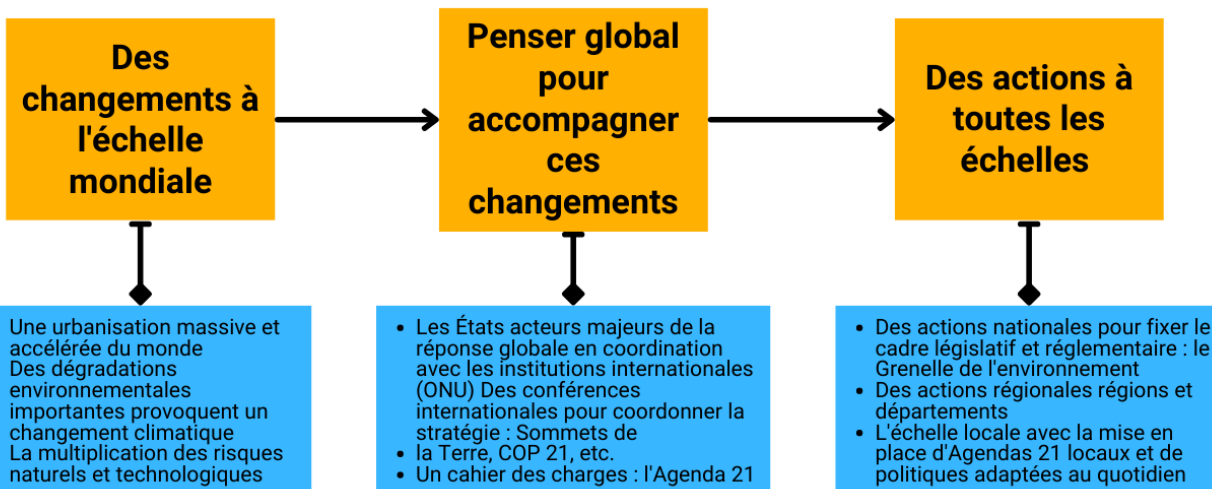 Des
changements à
l'échelle
mondiale
Penser global
pour
accompagner
ces
changements
Des actions à
toutes les
échelles
Une urbanisation massive et
accélérée du monde
Des dégradations
environnementales
importantes provoquent un
changement climatique
La multiplication des risques
naturels et technologiques
• Les États acteurs majeurs de la
réponse globale en coordination
avec les institutions internationales
(ONU) Des conférences
internationales pour coordonner la
stratégie : Sommets de
• la Terre, COP 21, etc.
• Un cahier des charges : l'Agenda 21
• Des actions nationales pour fixer le
cadre législatif et réglementaire : le
Grenelle de l'environnement
• Des actions régionales régions et
départements
• L'échelle locale avec la mise en
place d'Agendas 21 locaux et de
politiques adaptées au quotidien